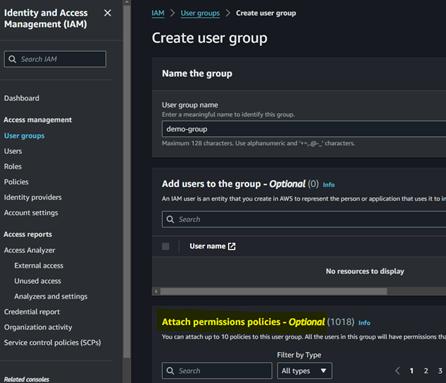 Identity and Access
Management (IAM)
Search IAM
Dashboard
Access management
User groups
Users
Roles
Policies
Identity providers
Account settings
Access reports
Access Analyzer
External access
Unused access
Analyzers and settings
Credential report
Organization activity
Service control policies (SCPs)
Related consoles
IAM > User groups > Create user group
Create user group
Name the group
User group name
Enter a meaningful name to identify this group.
demo-group
Maximum 128 characters. Use alphanumeric and '+=,.@-_' characters.
Add users to the group - Optional (0) Info
An IAM user is an entity that you create in AWS to represent the person or application that uses it to
Search
User name
No resources to display
Attach permissions policies - Optional (1018) Info
You can attach up to 10 policies to this user group. All the users in this group will have permissions
Filter by Type
Search
All types
1 2 3